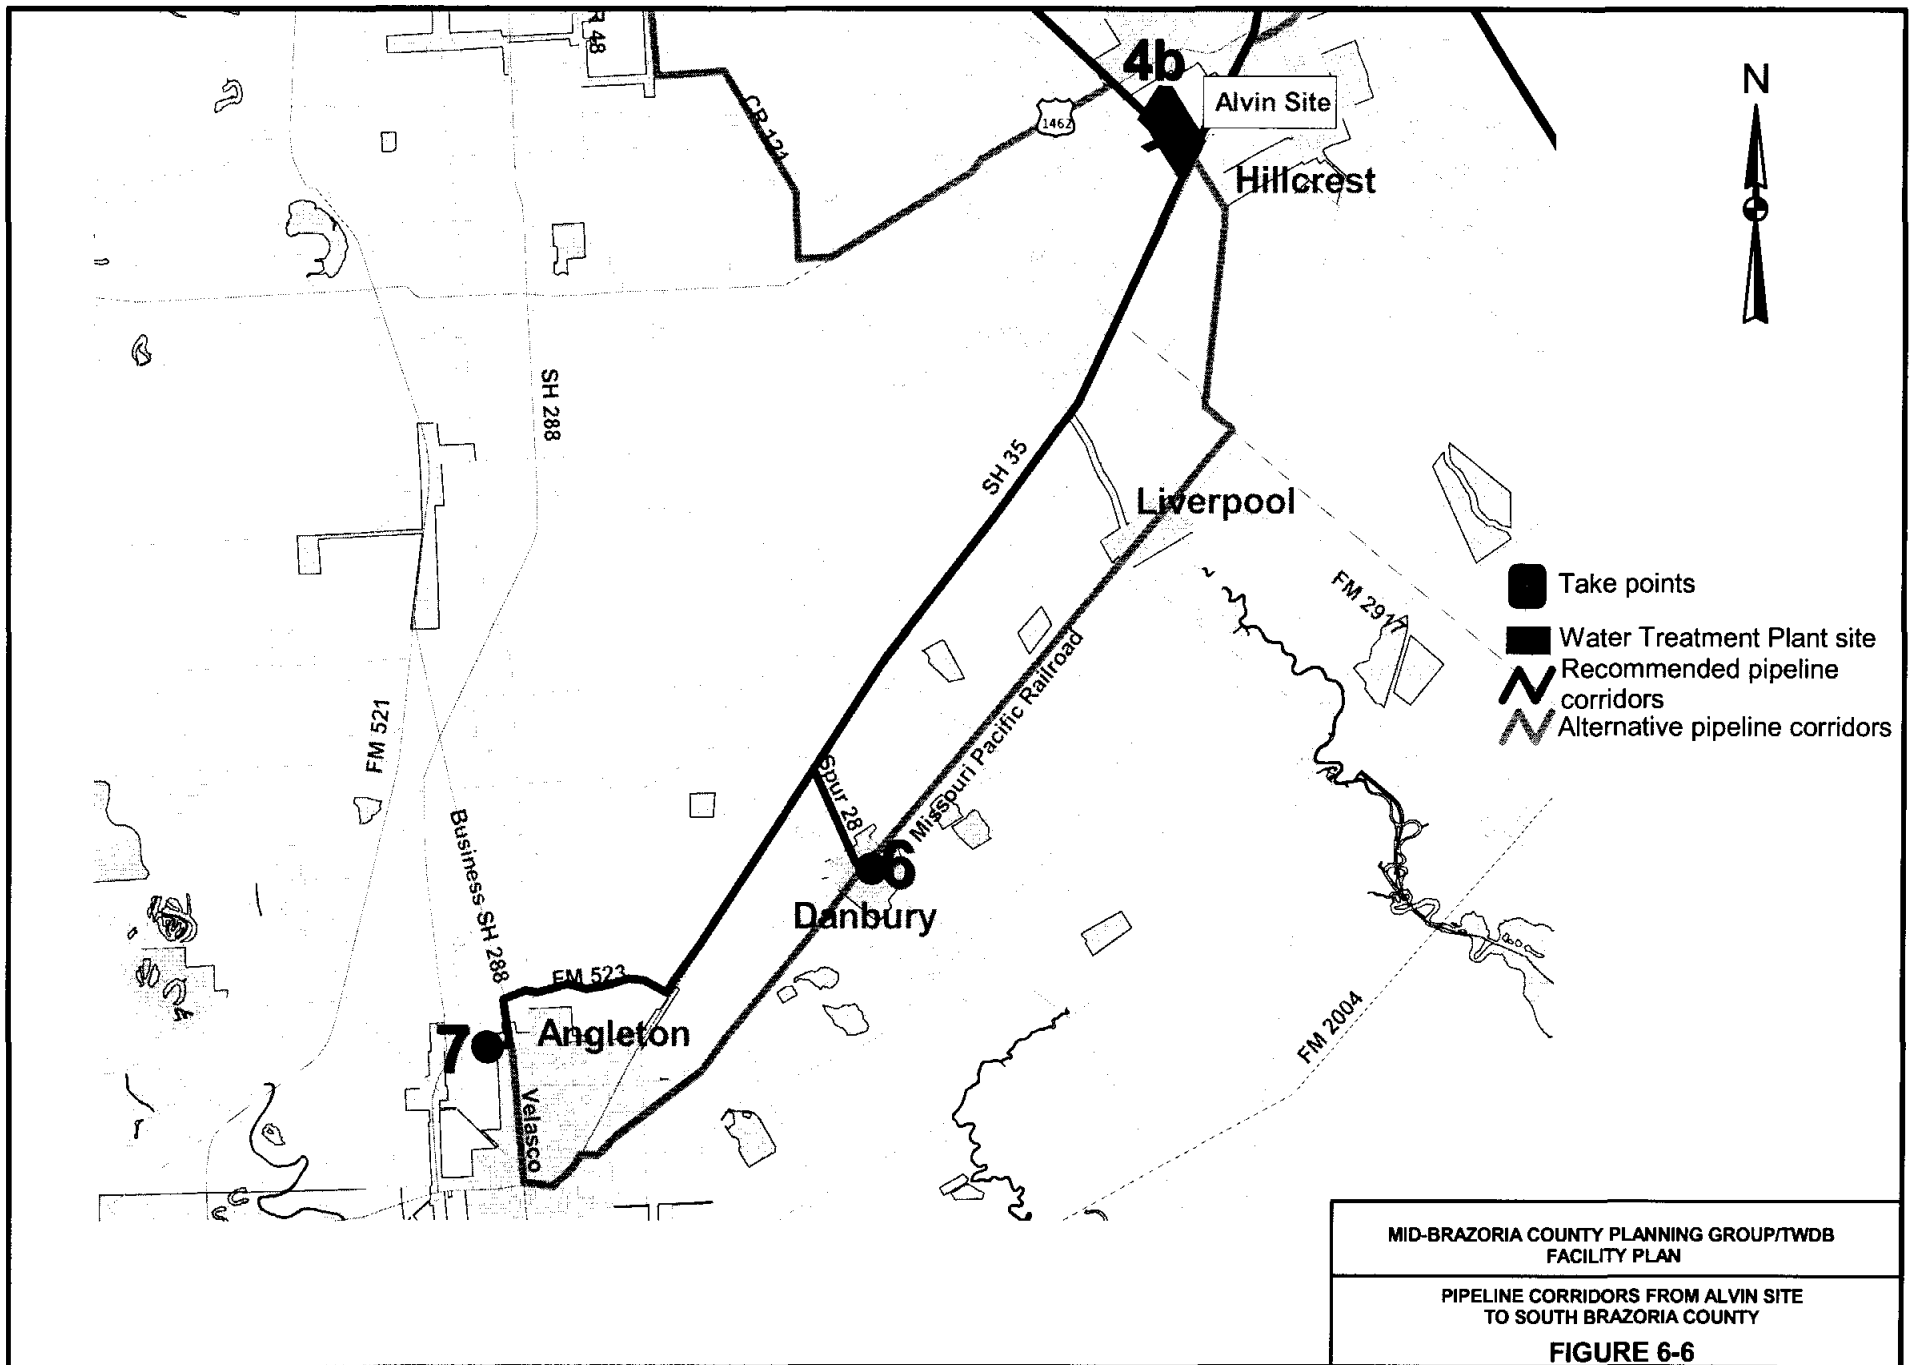 R 48
4b
Alvin Site
N
CR 121
1462
Hillcrest
SH 288
SH 35
Liverpool
FM 2917
Take points
Water Treatment Plant site
Recommended pipeline
corridors
Alternative pipeline corridors
Missouri Pacific Railroad
FM 521
Spur 28
Business SH 288
6
Danbury
FM 523
7
Angleton
FM 2004
Velasco
MID-BRAZORIA COUNTY PLANNING GROUP/TWDB
FACILITY PLAN
PIPELINE CORRIDORS FROM ALVIN SITE
TO SOUTH BRAZORIA COUNTY
FIGURE 6-6